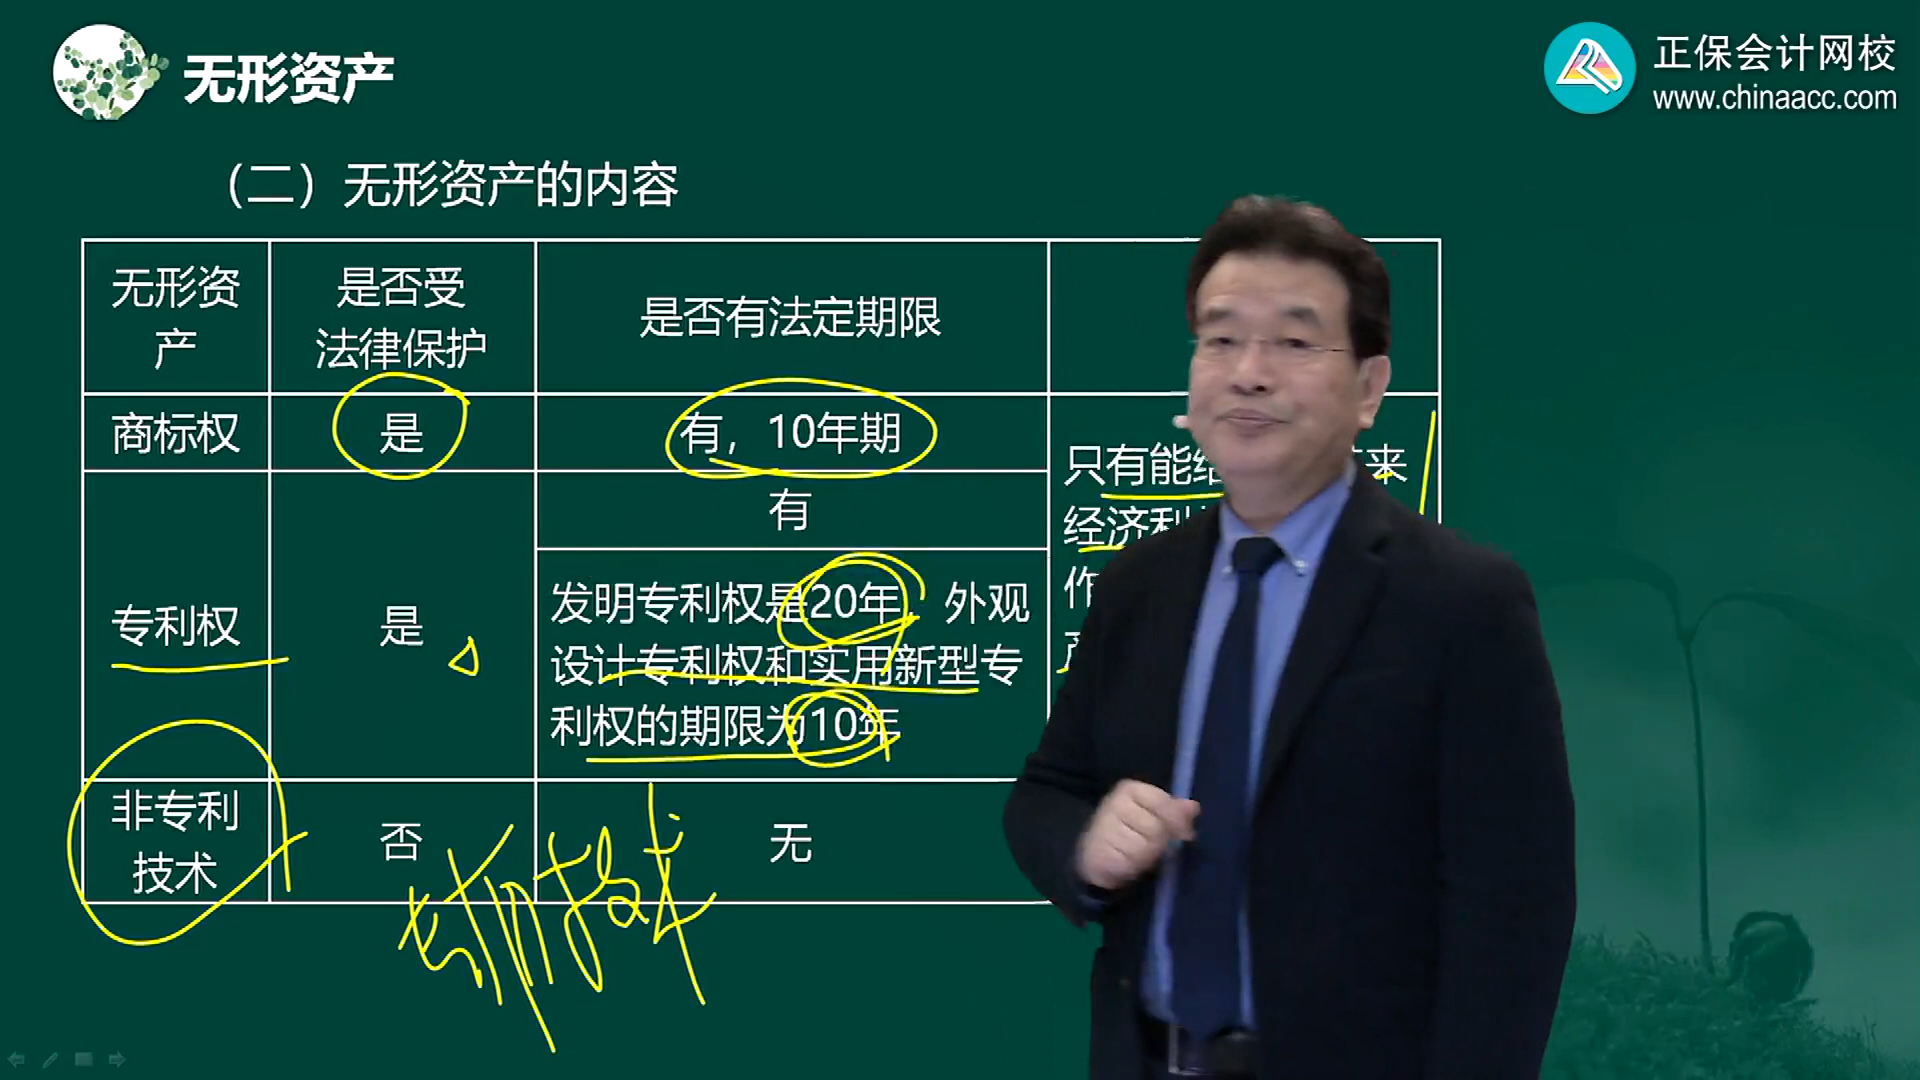 无形资产
正保会计网校
www.chinaacc.com
（二）无形资产的内容
无形资
产
是否受
法律保护
是否有法定期限
商标权
是
有，10年期
只有能给
来
经济利
作
专利权
是
有
发明专利权是20年，外观
设计专利权和实用新型专
利权的期限为10年
非专利
技术
否
无